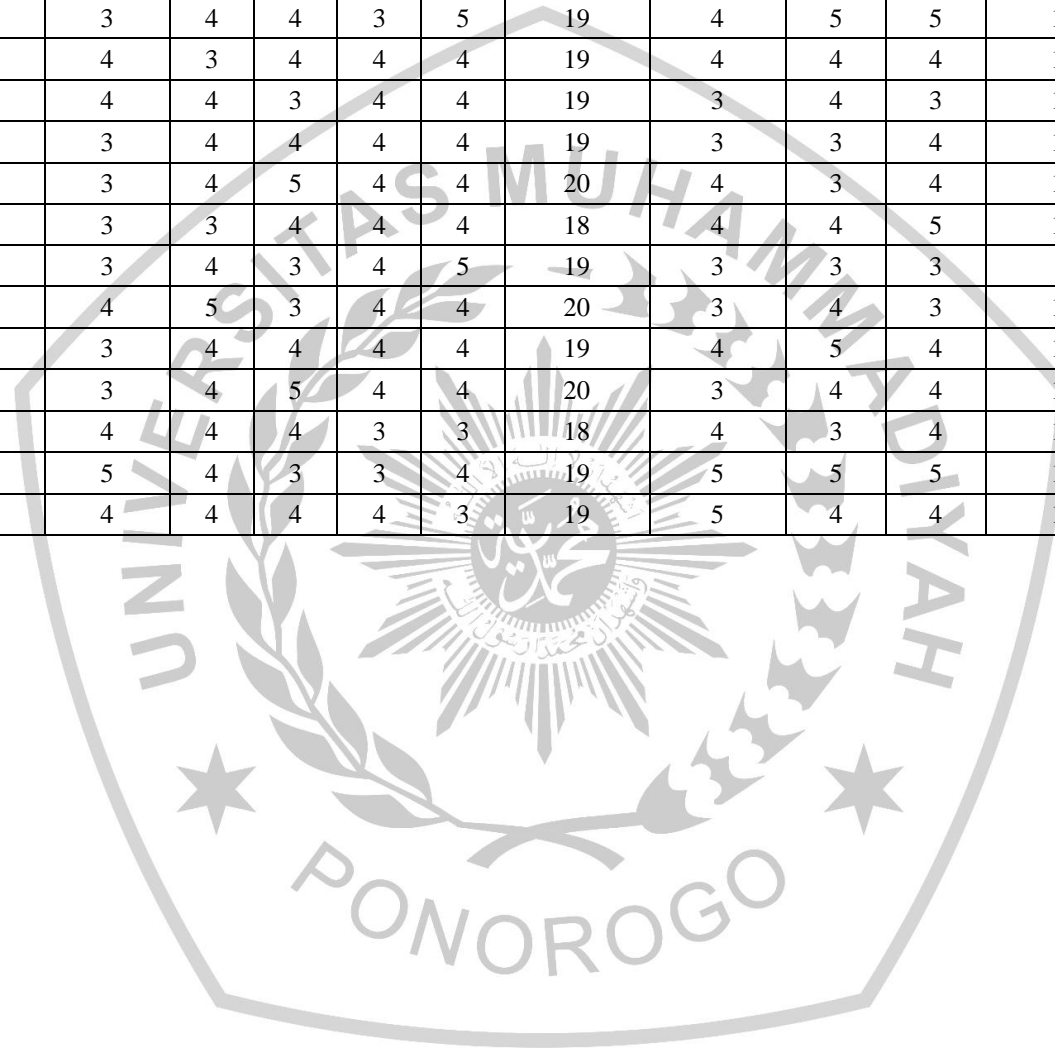 3 4 4 3 5 19 4 5 5
4 3 4 4 4 19 4 4 4
4 4 3 4 4 19 3 4 3
3 4 4 4 4 19 3 3 4
3 4 5 4 4 20 4 3 4
3 3 4 4 4 18 4 4 5
3 4 3 4 5 19 3 3 3
4 5 3 4 4 20 3 4 3
3 4 4 4 4 19 4 5 4
3 4 5 4 4 20 3 4 4
4 4 4 3 3 18 4 3 4
5 4 3 3 4 19 5 5 5
4 4 4 4 3 19 5 4 4
UNIVERSITAS MUHAMMADIYAH
PONOROGO